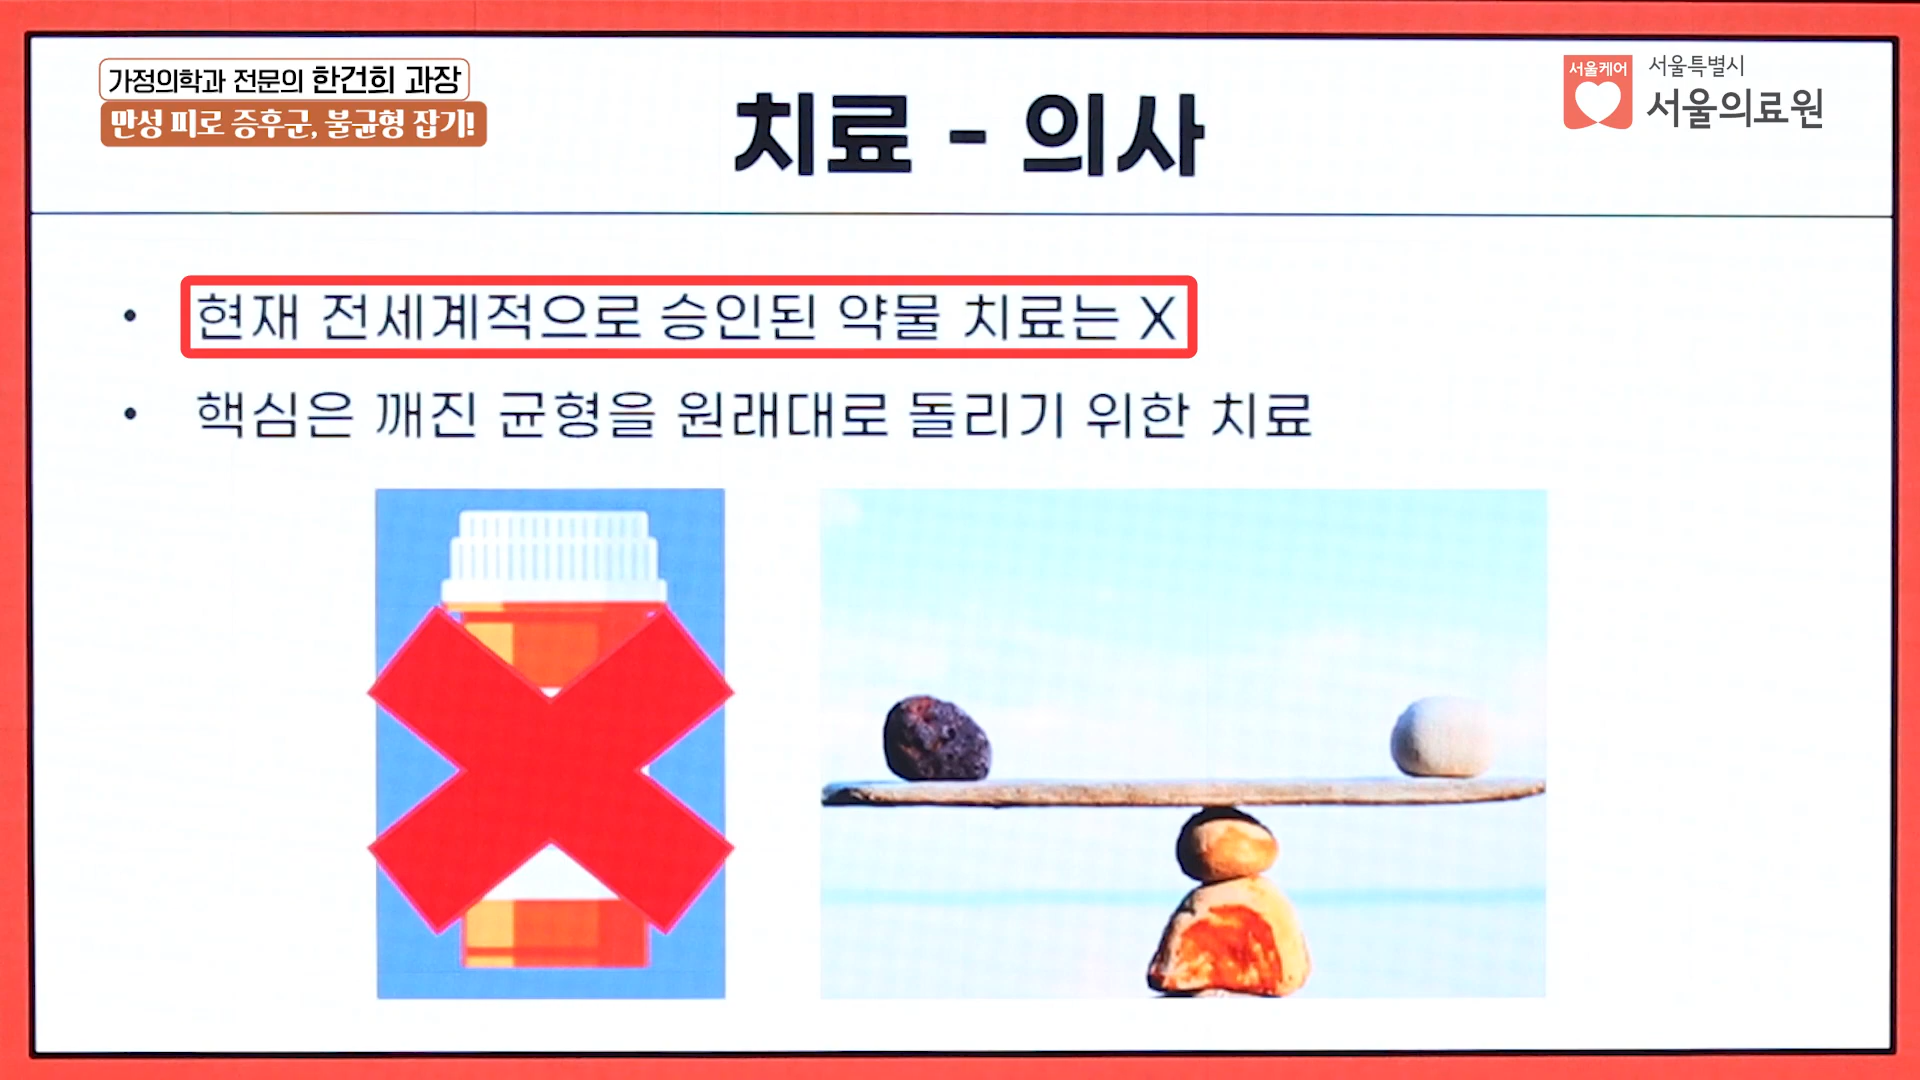 가정의학과 전문의 한건희 과장
만성 피로 증후군, 불균형 잡기!
치료 - 의사
서울케어
서울특별시
서울의료원
• 현재 전세계적으로 승인된 약물 치료는 X
• 핵심은 깨진 균형을 원래대로 돌리기 위한 치료